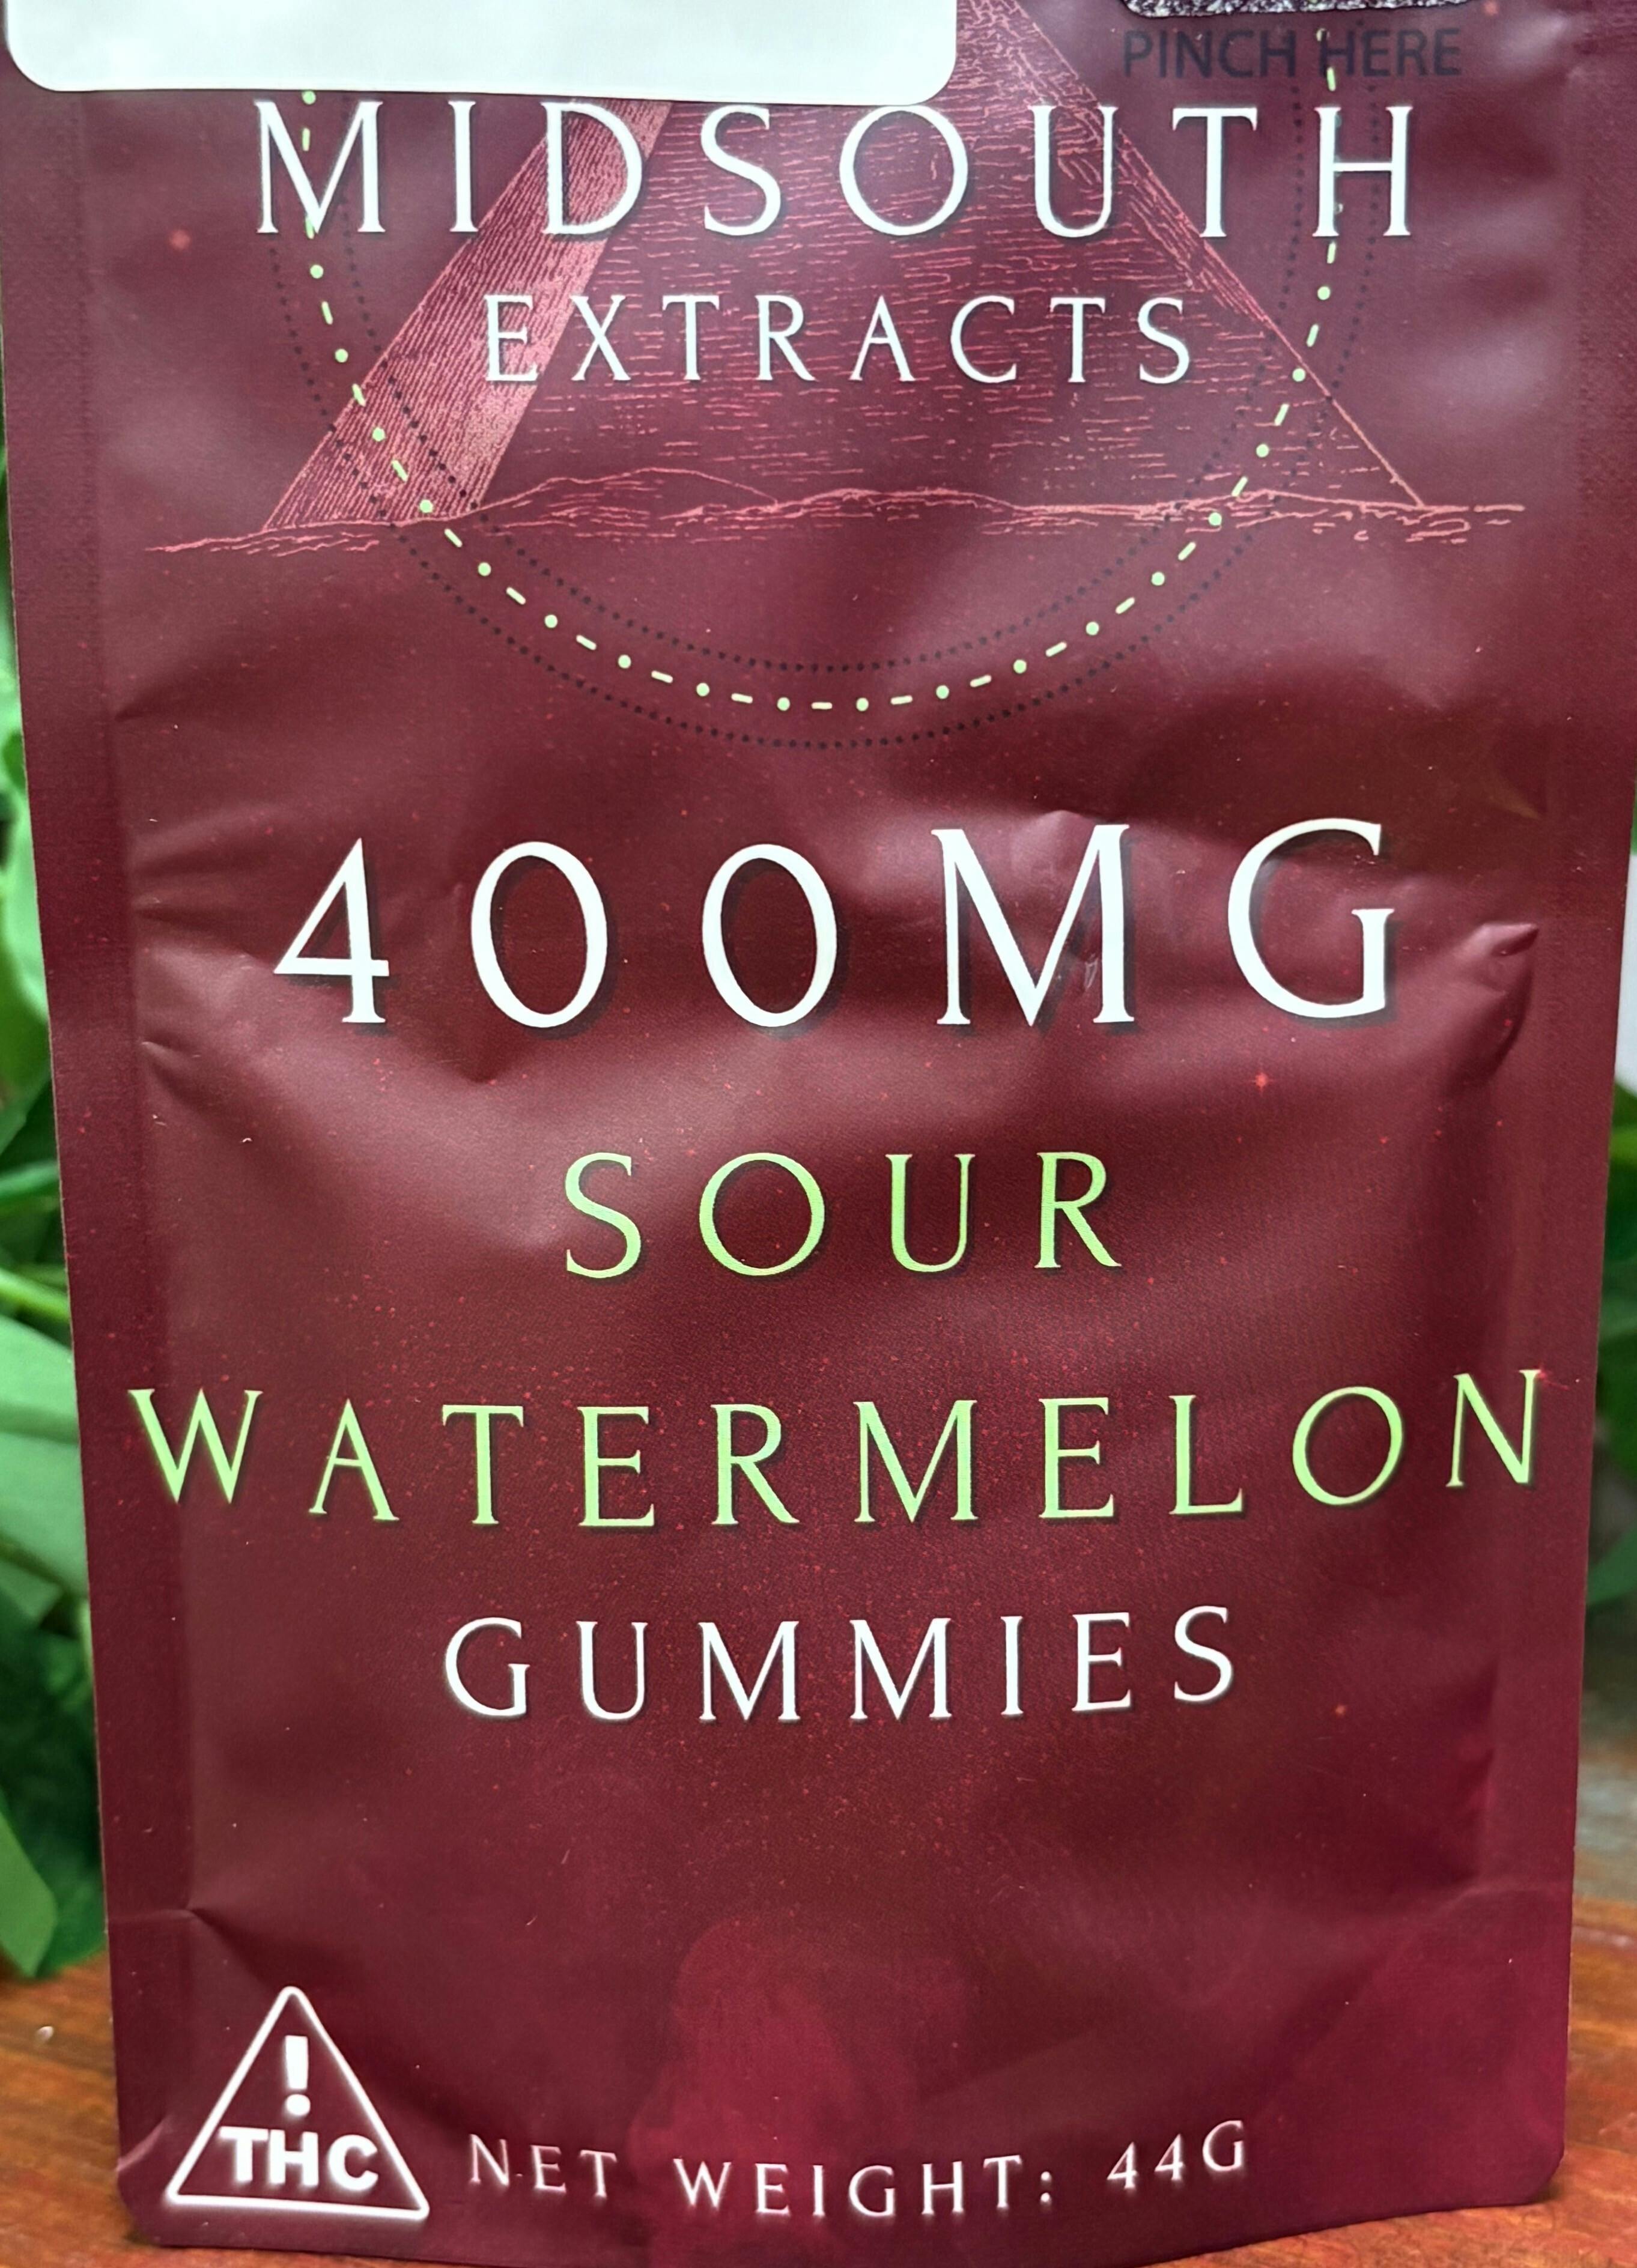 PINCH HERE
MIDSOUTH
EXTRACTS
400MG
SOUR
WATERMELON
GUMMIES
!
THC
NET WEIGHT: 44G